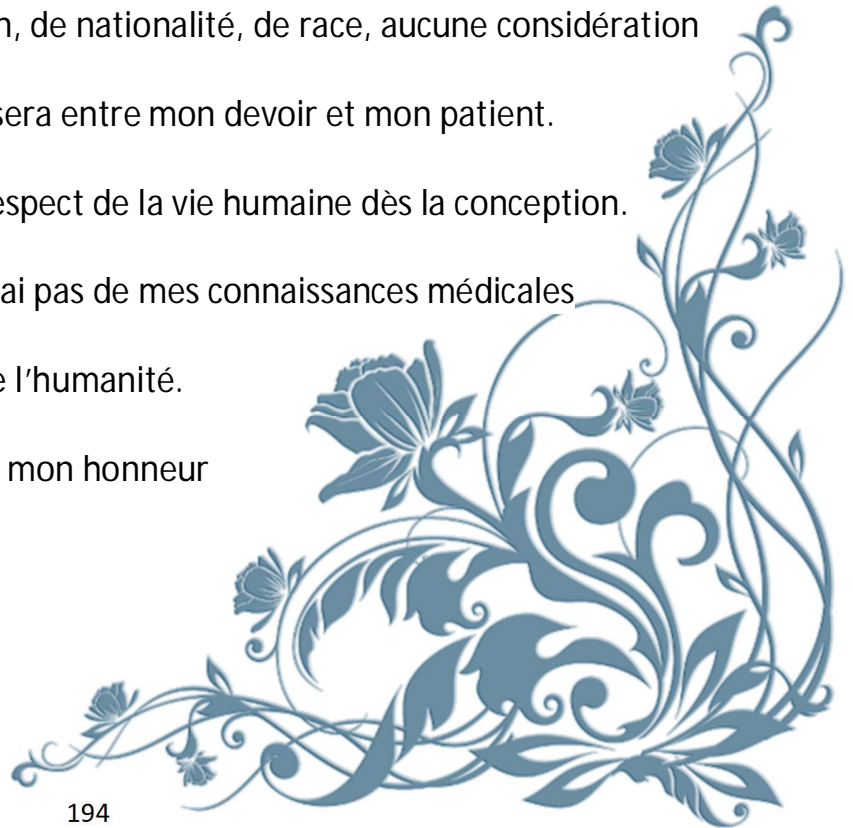 n, de nationalité, de race, aucune considération
sera entre mon devoir et mon patient.
espect de la vie humaine dès la conception.
ai pas de mes connaissances médicales
e l'humanité.
mon honneur
194